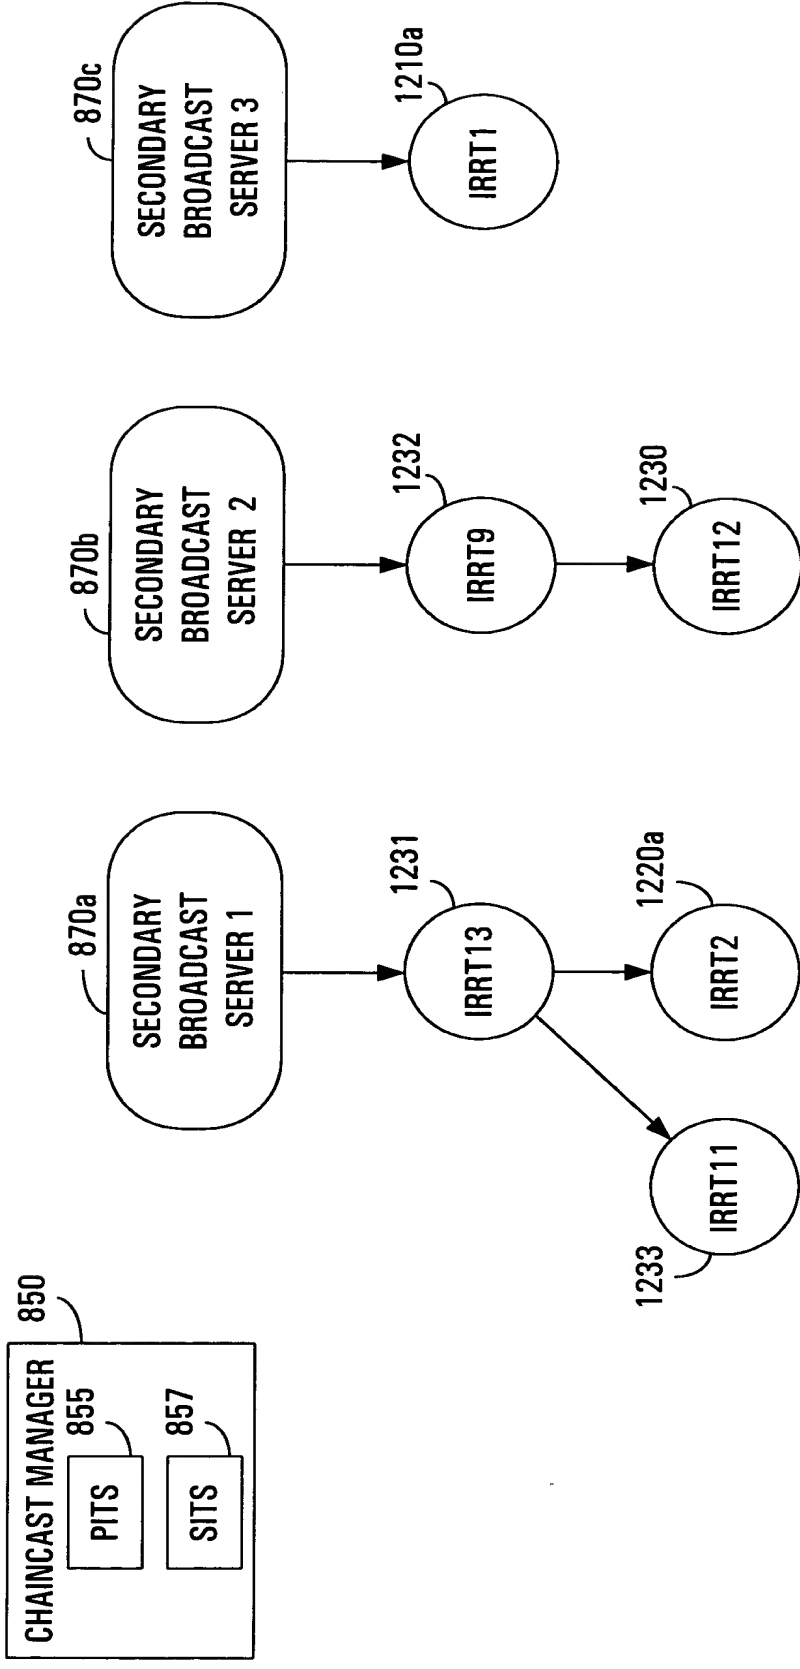 CHAINCAST MANAGER
850
PITS
855
SITS
857
870a
SECONDARY
BROADCAST
SERVER 1
870b
SECONDARY
BROADCAST
SERVER 2
870c
SECONDARY
BROADCAST
SERVER 3
1231
IRRT13
1232
IRRT9
1210a
IRRT1
1233
IRRT11
1220a
IRRT2
1230
IRRT12